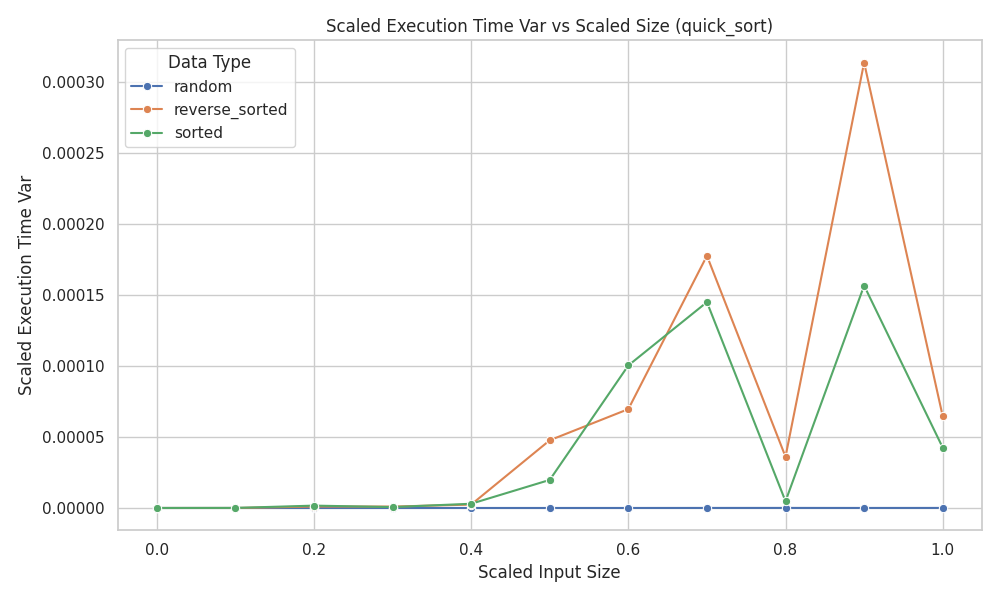 Scaled Execution Time Var vs Scaled Size (quick_sort)
Data Type
random
reverse_sorted
sorted
Scaled Execution Time Var
0.00030
0.00025
0.00020
0.00015
0.00010
0.00005
0.00000
0.0 0.2 0.4 0.6 0.8 1.0
Scaled Input Size